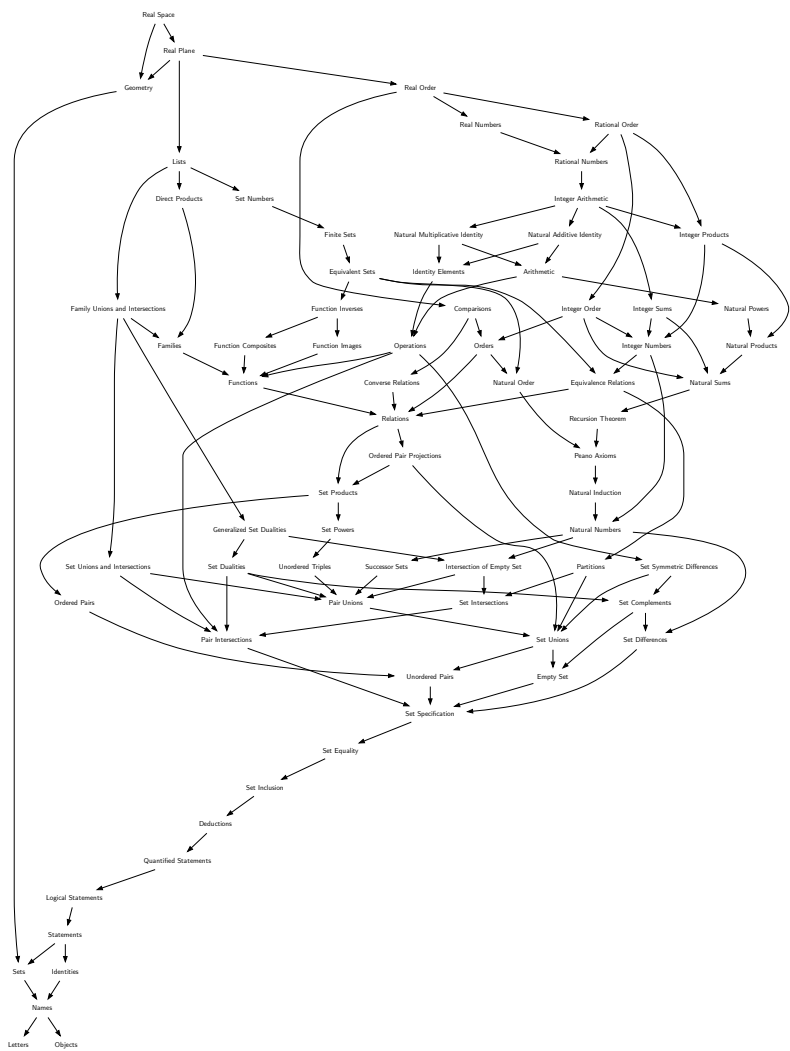 Real Space
Real Plane
Geometry
Real Order
Real Numbers
Rational Order
Lists
Rational Numbers
Direct Products
Set Numbers
Integer Arithmetic
Finite Sets
Natural Multiplicative Identity
Natural Additive Identity
Integer Products
Equivalent Sets
Identity Elements
Arithmetic
Family Unions and Intersections
Function Inverses
Comparisons
Integer Order
Integer Sums
Natural Powers
Families
Function Composites
Function Images
Operations
Orders
Integer Numbers
Natural Products
Functions
Converse Relations
Natural Order
Equivalence Relations
Natural Sums
Relations
Recursion Theorem
Ordered Pair Projections
Peano Axioms
Set Products
Natural Induction
Generalized Set Dualities
Set Powers
Natural Numbers
Set Unions and Intersections
Set Dualities
Unordered Triples
Successor Sets
Intersection of Empty Set
Partitions
Set Symmetric Differences
Ordered Pairs
Pair Unions
Set Intersections
Set Complements
Pair Intersections
Set Unions
Set Differences
Unordered Pairs
Empty Set
Set Specification
Set Equality
Set Inclusion
Deductions
Quantified Statements
Logical Statements
Statements
Sets
Identities
Names
Letters
Objects